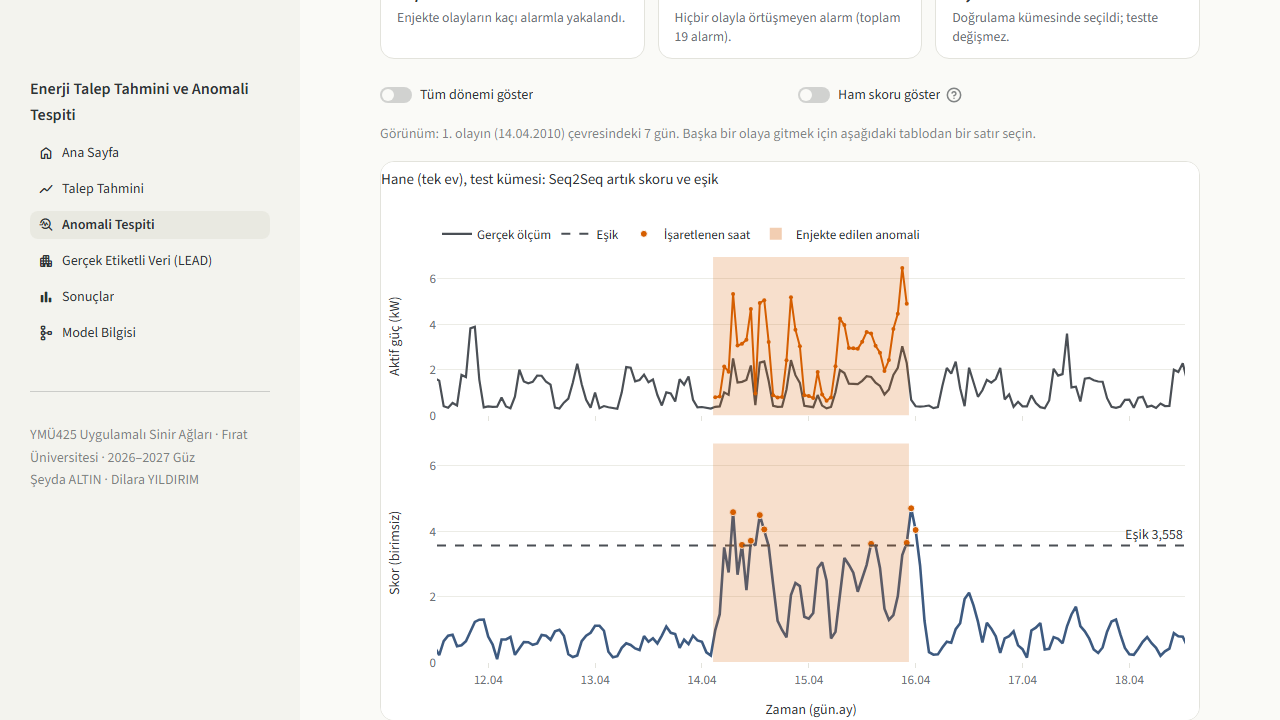 Enerji Talep Tahmini ve Anomali
Tespiti
Ana Sayfa
Talep Tahmini
Anomali Tespiti
Gerçek Etiketli Veri (LEAD)
Sonuçlar
Model Bilgisi
YMÜ425 Uygulamalı Sinir Ağları · Fırat
Üniversitesi · 2026–2027 Güz
Şeyda ALTIN · Dilara YILDIRIM
Enjekte olayların kaçı alarmla yakalandı.
Hiçbir olayla örtüşmeyen alarm (toplam
19 alarm).
Doğrulama kümesinde seçildi; testte
değişmez.
Tüm dönemi göster
Ham skoru göster
Görünüm: 1. olayın (14.04.2010) çevresindeki 7 gün. Başka bir olaya gitmek için aşağıdaki tablodan bir satır seçin.
Hane (tek ev), test kümesi: Seq2Seq artık skoru ve eşik
Gerçek ölçüm
Eşik
İşaretlenen saat
Enjekte edilen anomali
Aktif güç (kW)
6
4
2
0
Skor (birimsiz)
6
4
2
0
Eşik 3,558
12.04
13.04
14.04
15.04
16.04
17.04
18.04
Zaman (gün.ay)